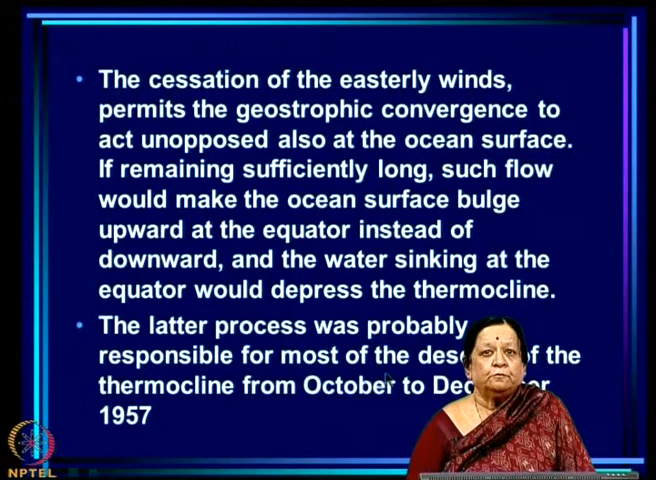 • The cessation of the easterly winds,
permits the geostrophic convergence to
act unopposed also at the ocean surface.
If remaining sufficiently long, such flow
would make the ocean surface bulge
upward at the equator instead of
downward, and the water sinking at the
equator would depress the thermocline.
• The latter process was probably
responsible for most of the of the
thermocline from October to
1957
NPTEL